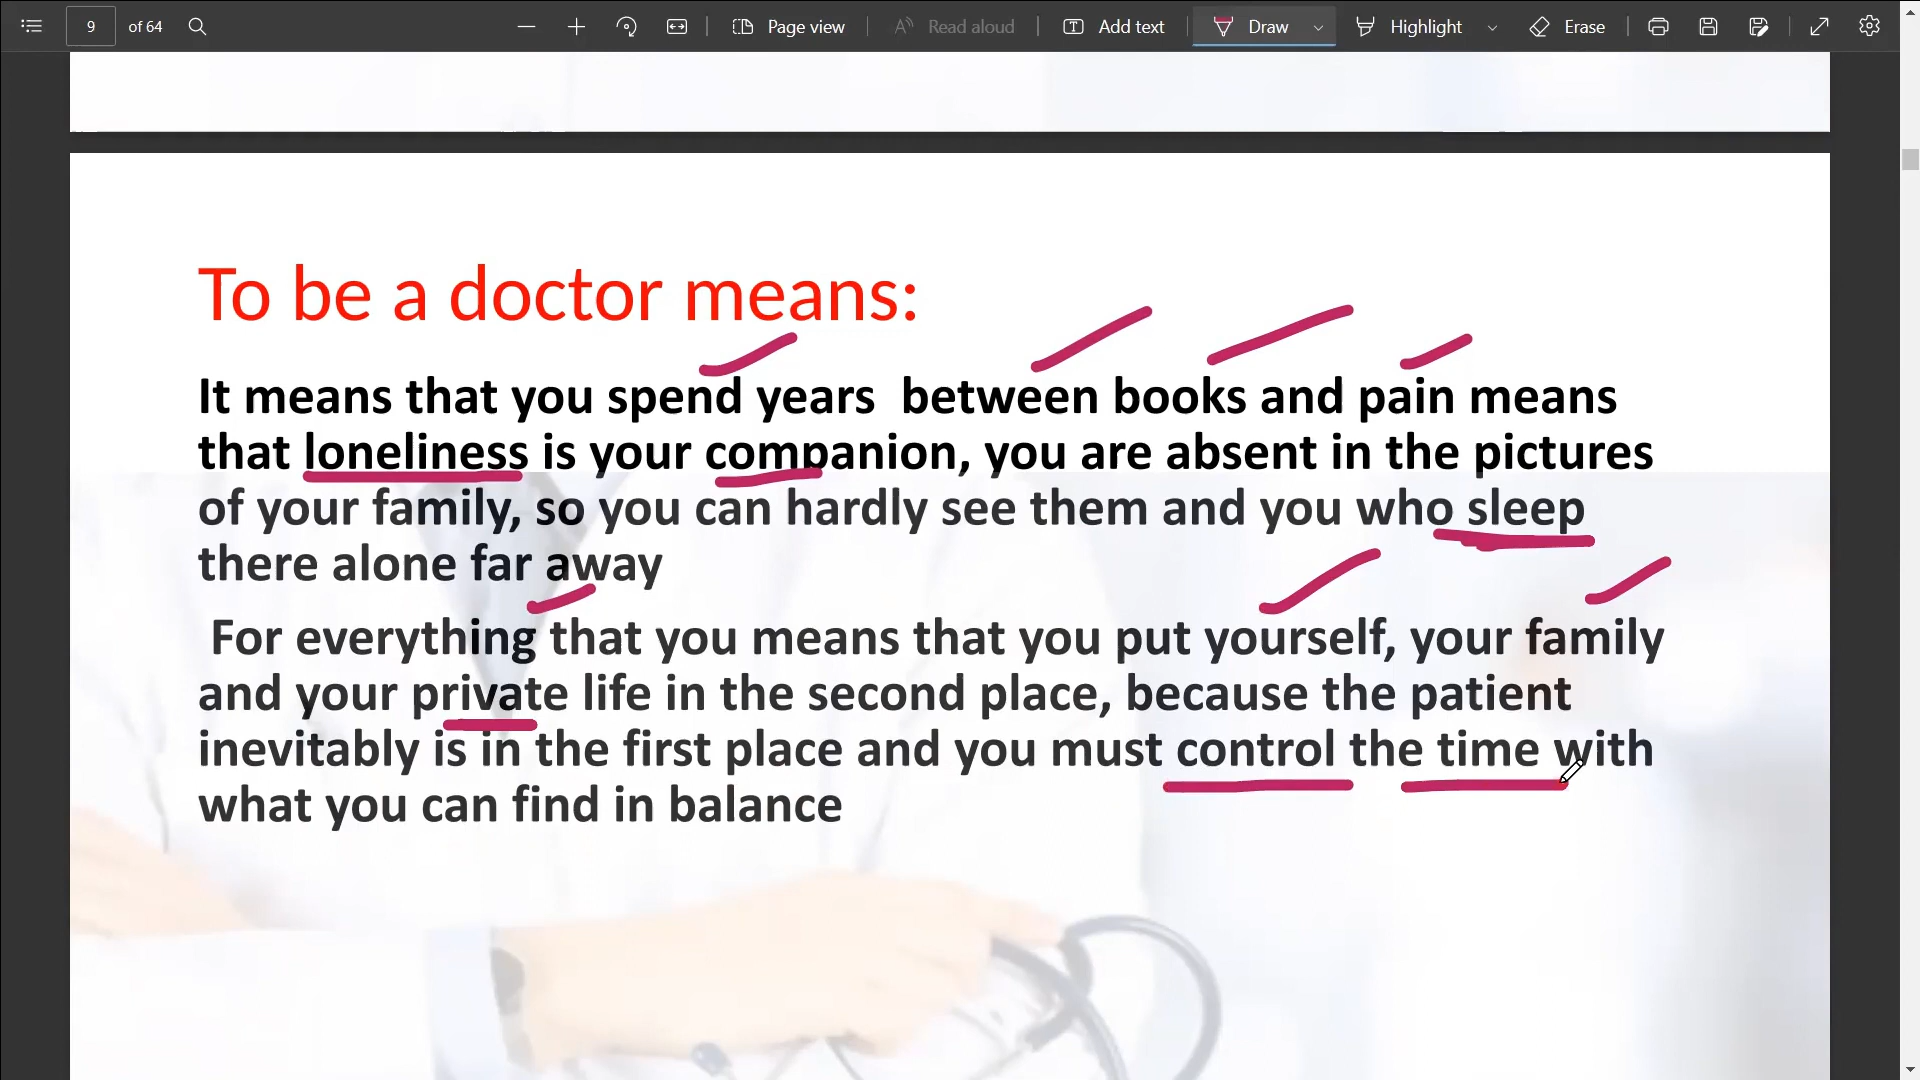 9 of 64 Page view Read aloud Add text Draw Highlight Erase
To be a doctor means:
It means that you spend years between books and pain means
that loneliness is your companion, you are absent in the pictures
of your family, so you can hardly see them and you who sleep
there alone far away
For everything that you means that you put yourself, your family
and your private life in the second place, because the patient
inevitably is in the first place and you must control the time with
what you can find in balance